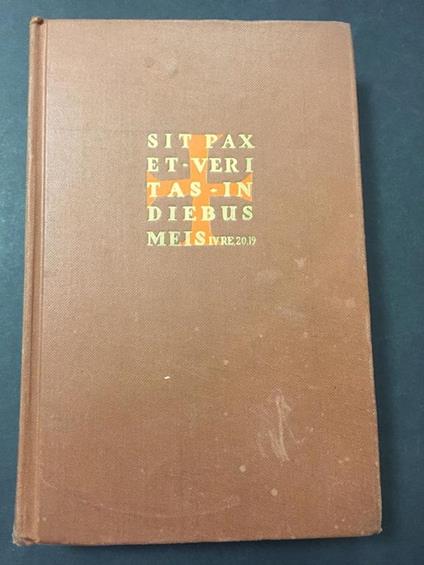 SIT PAX
ET-VERI
TAS-IN
DIEBUS
MEIS IV.RE.20.19